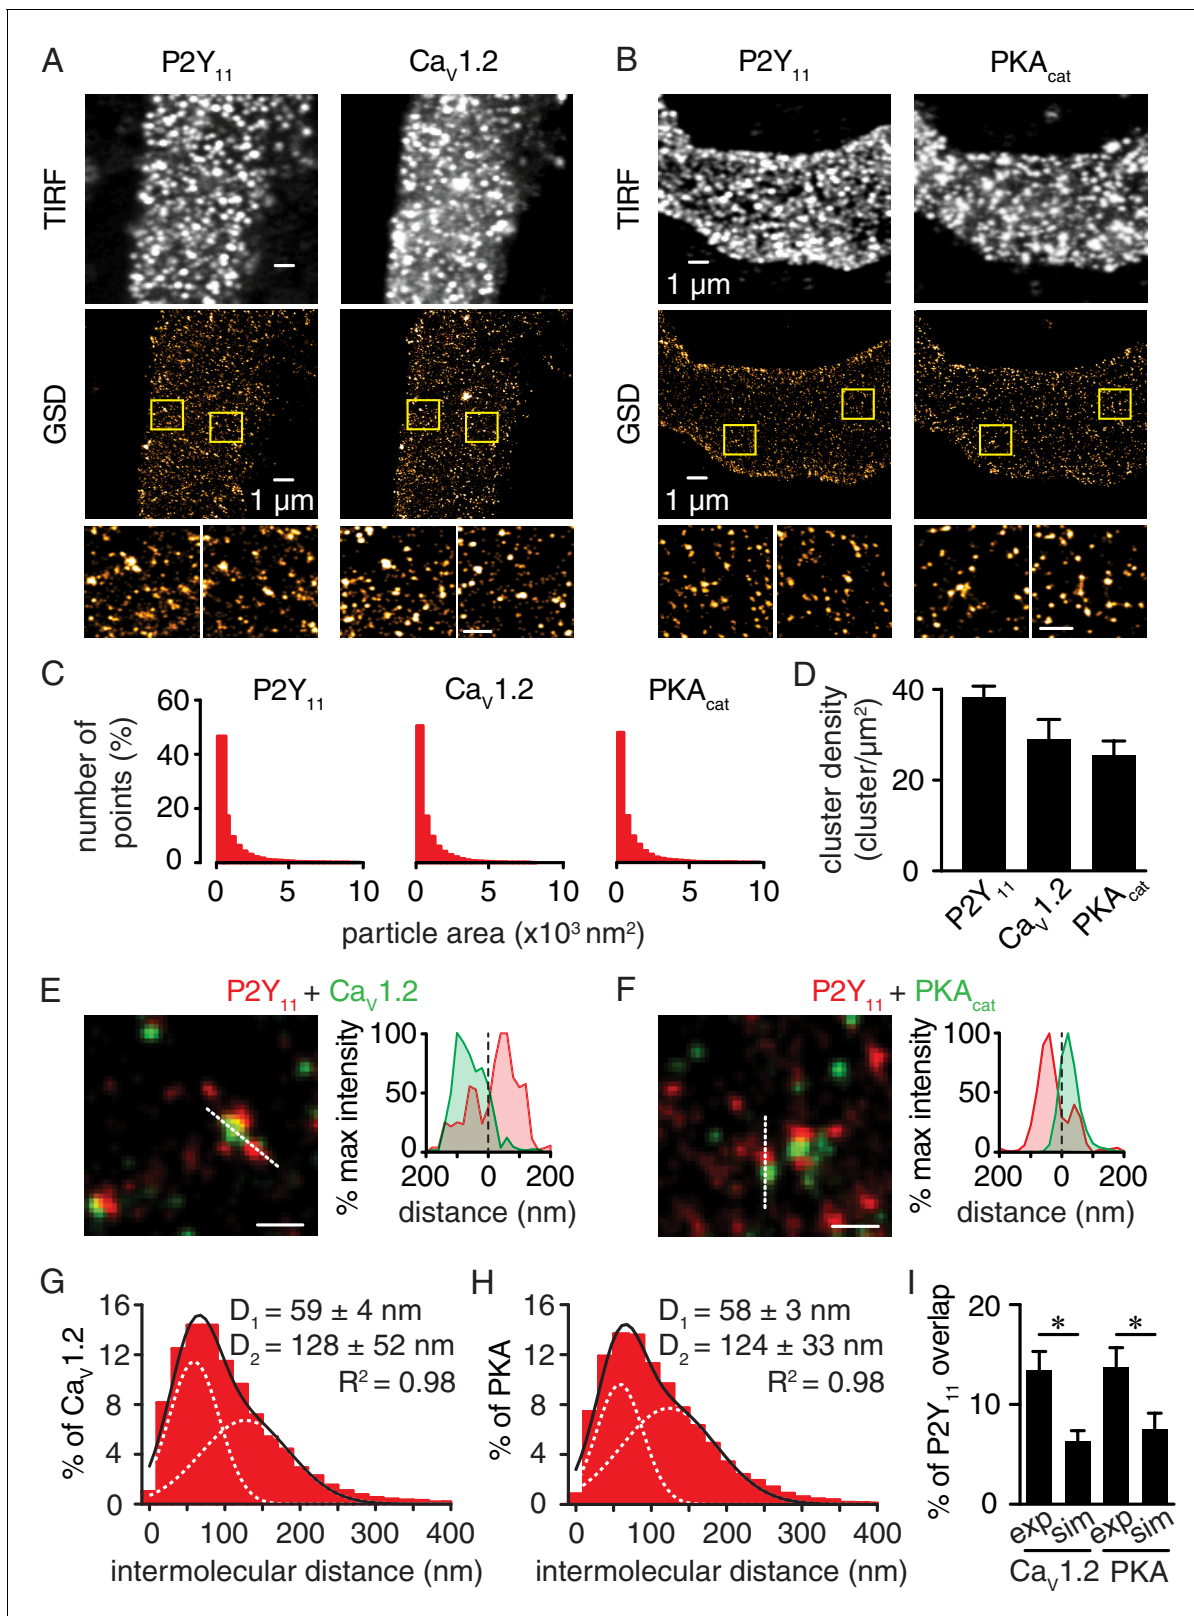 A
P2Y11
CaV1.2
B
P2Y11
PKAcat
TIRF
TIRF
1 µm
GSD
GSD
1 µm
1 µm
C
P2Y11
CaV1.2
PKAcat
number of
points (%)
60
40
20
0
0 5 10
0 5 10
0 5 10
particle area (x10³ nm²)
D
cluster density
(cluster/µm²)
40
20
0
P2Y11
CaV1.2
PKAcat
E
P2Y11 + CaV1.2
% max intensity
100
50
0
200 0 200
distance (nm)
F
P2Y11 + PKAcat
% max intensity
100
50
0
200 0 200
distance (nm)
G
D1 = 59 ± 4 nm
D2 = 128 ± 52 nm
R² = 0.98
% of CaV1.2
16
12
8
4
0
0 100 200 300 400
intermolecular distance (nm)
H
D1 = 58 ± 3 nm
D2 = 124 ± 33 nm
R² = 0.98
% of PKA
16
12
8
4
0
0 100 200 300 400
intermolecular distance (nm)
I
% of P2Y11 overlap
20
10
0
* *
exp sim exp sim
CaV1.2 PKA